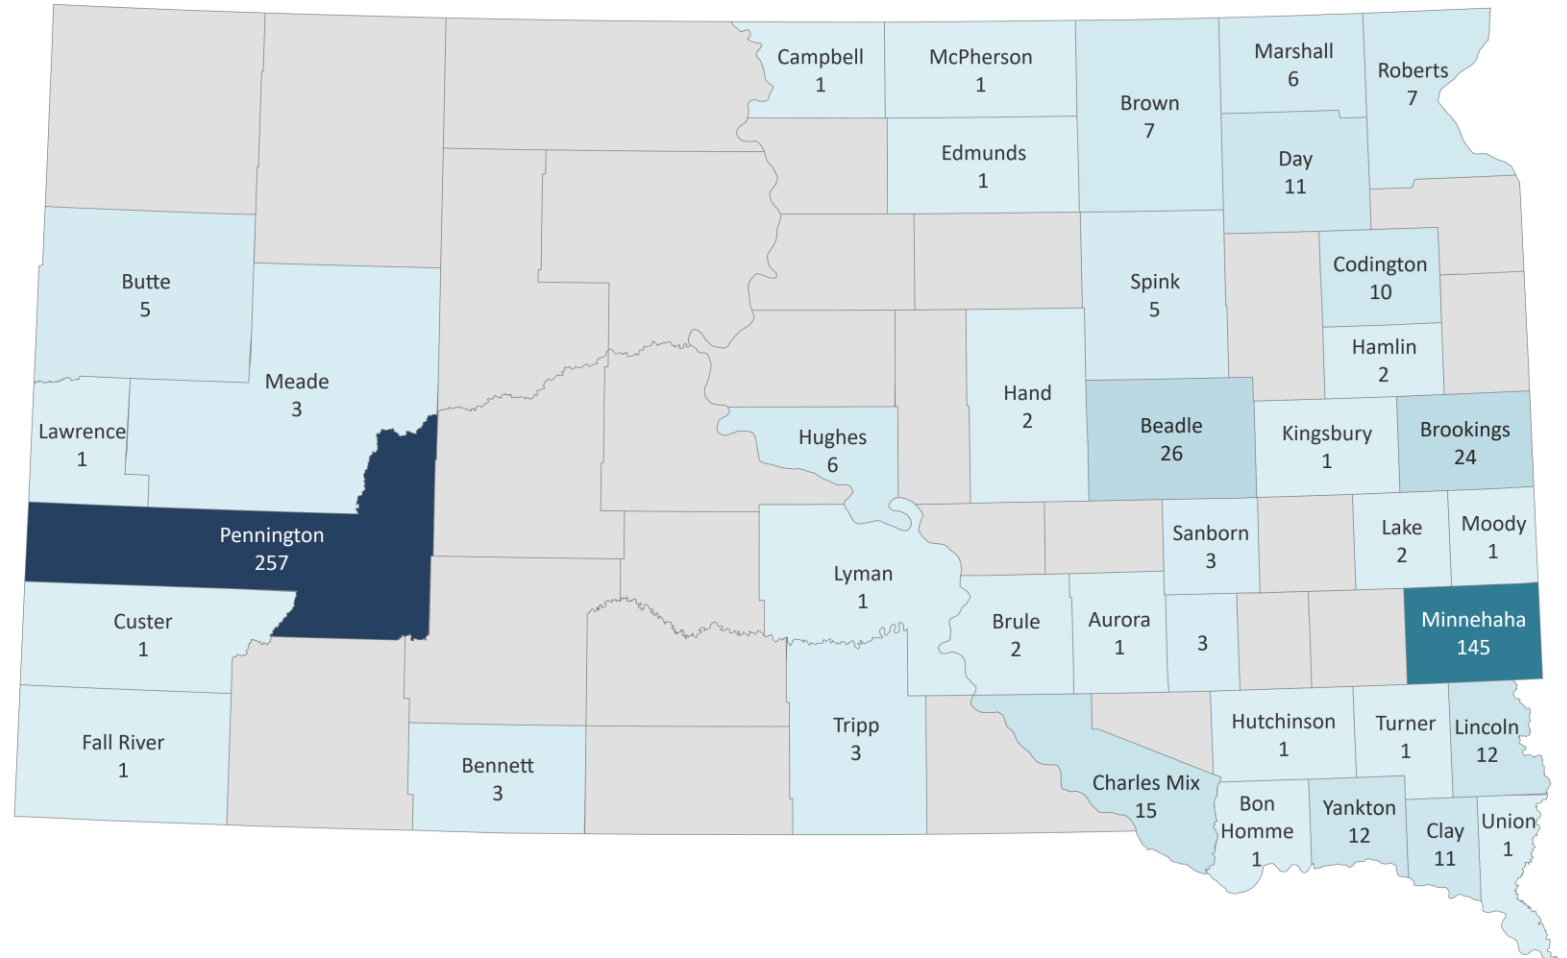 Campbell
1
McPherson
1
Brown
7
Marshall
6
Roberts
7
Edmunds
1
Day
11
Butte
5
Meade
3
Spink
5
Codington
10
Hamlin
2
Lawrence
1
Hand
2
Hughes
6
Beadle
26
Kingsbury
1
Brookings
24
Pennington
257
Lyman
1
Sanborn
3
Lake
2
Moody
1
Custer
1
Brule
2
Aurora
1
3
Minnehaha
145
Fall River
1
Bennett
3
Tripp
3
Charles Mix
15
Hutchinson
1
Turner
1
Lincoln
12
Bon
Homme
1
Yankton
12
Clay
11
Union
1